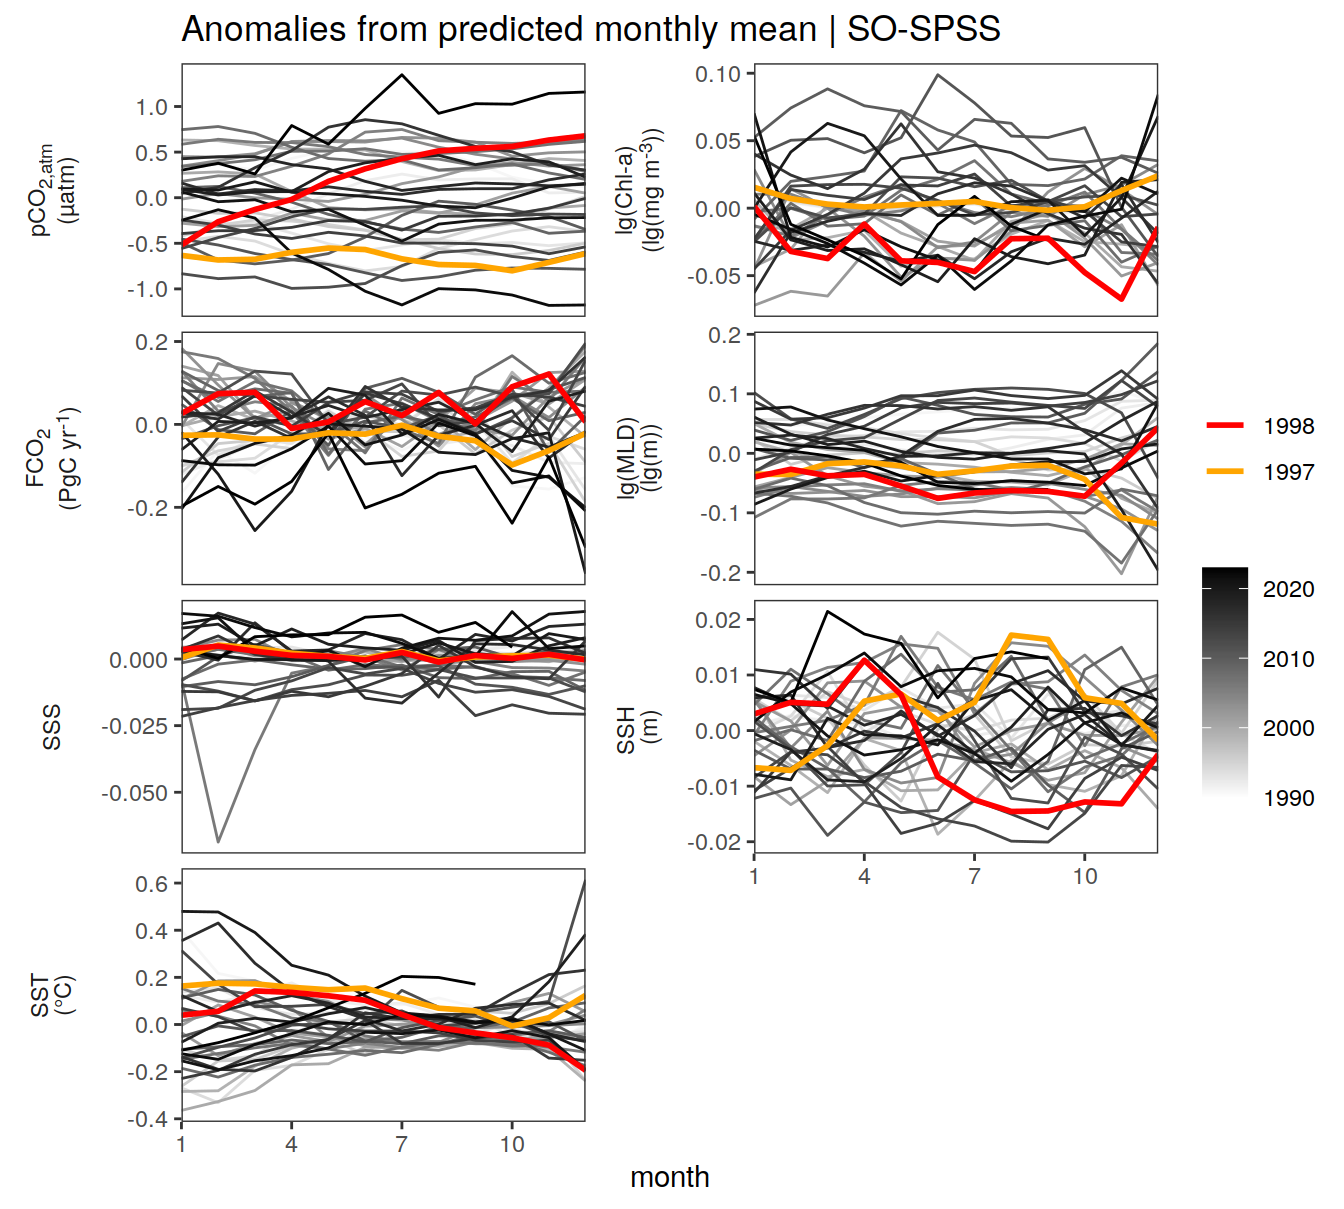 Anomalies from predicted monthly mean | SO-SPSS
pCO2,atm
(µatm)
1.0
0.5
0.0
-0.5
-1.0
lg(Chl-a)
(lg(mg m-3))
0.10
0.05
0.00
-0.05
FCO2
(PgC yr-1)
0.2
0.0
-0.2
lg(MLD)
(lg(m))
0.2
0.1
0.0
-0.1
-0.2
SSS
0.000
-0.025
-0.050
SSH
(m)
0.02
0.01
0.00
-0.01
-0.02
1 4 7 10
SST
(°C)
0.6
0.4
0.2
0.0
-0.2
-0.4
1 4 7 10
month
1998
1997
2020
2010
2000
1990